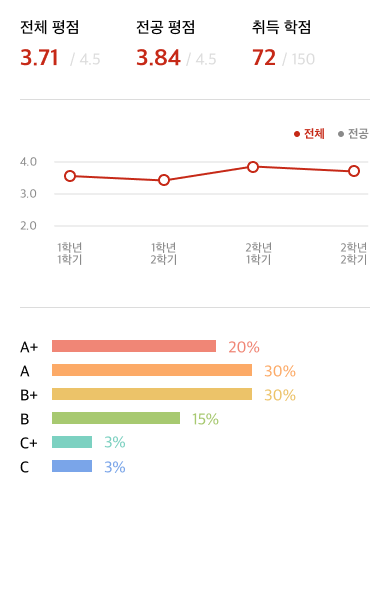 전체 평점 전공 평점 취득 학점
3.71 / 4.5 3.84 / 4.5 72 / 150
전체 전공
4.0
3.0
2.0
1학년 1학년 2학년 2학년
1학기 2학기 1학기 2학기
A+ 20%
A 30%
B+ 30%
B 15%
C+ 3%
C 3%